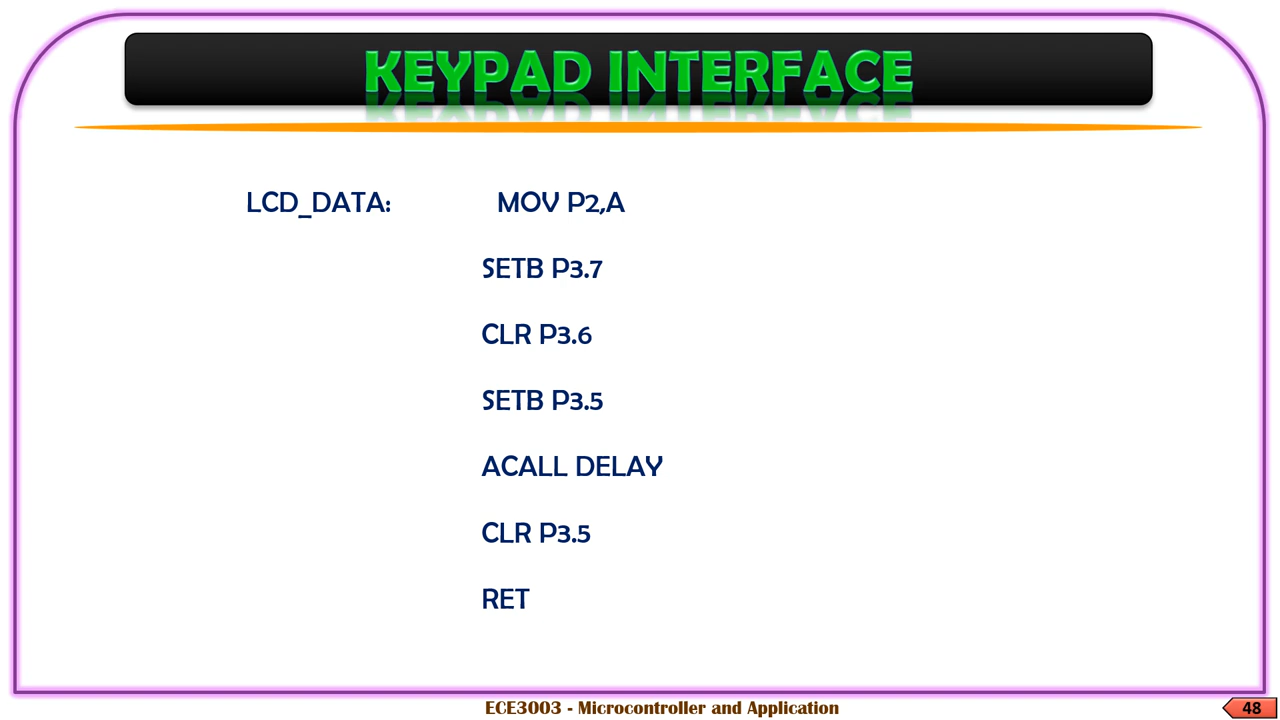 KEYPAD INTERFACE
LCD_DATA: MOV P2,A
SETB P3.7
CLR P3.6
SETB P3.5
ACALL DELAY
CLR P3.5
RET
ECE3003 - Microcontroller and Application
48